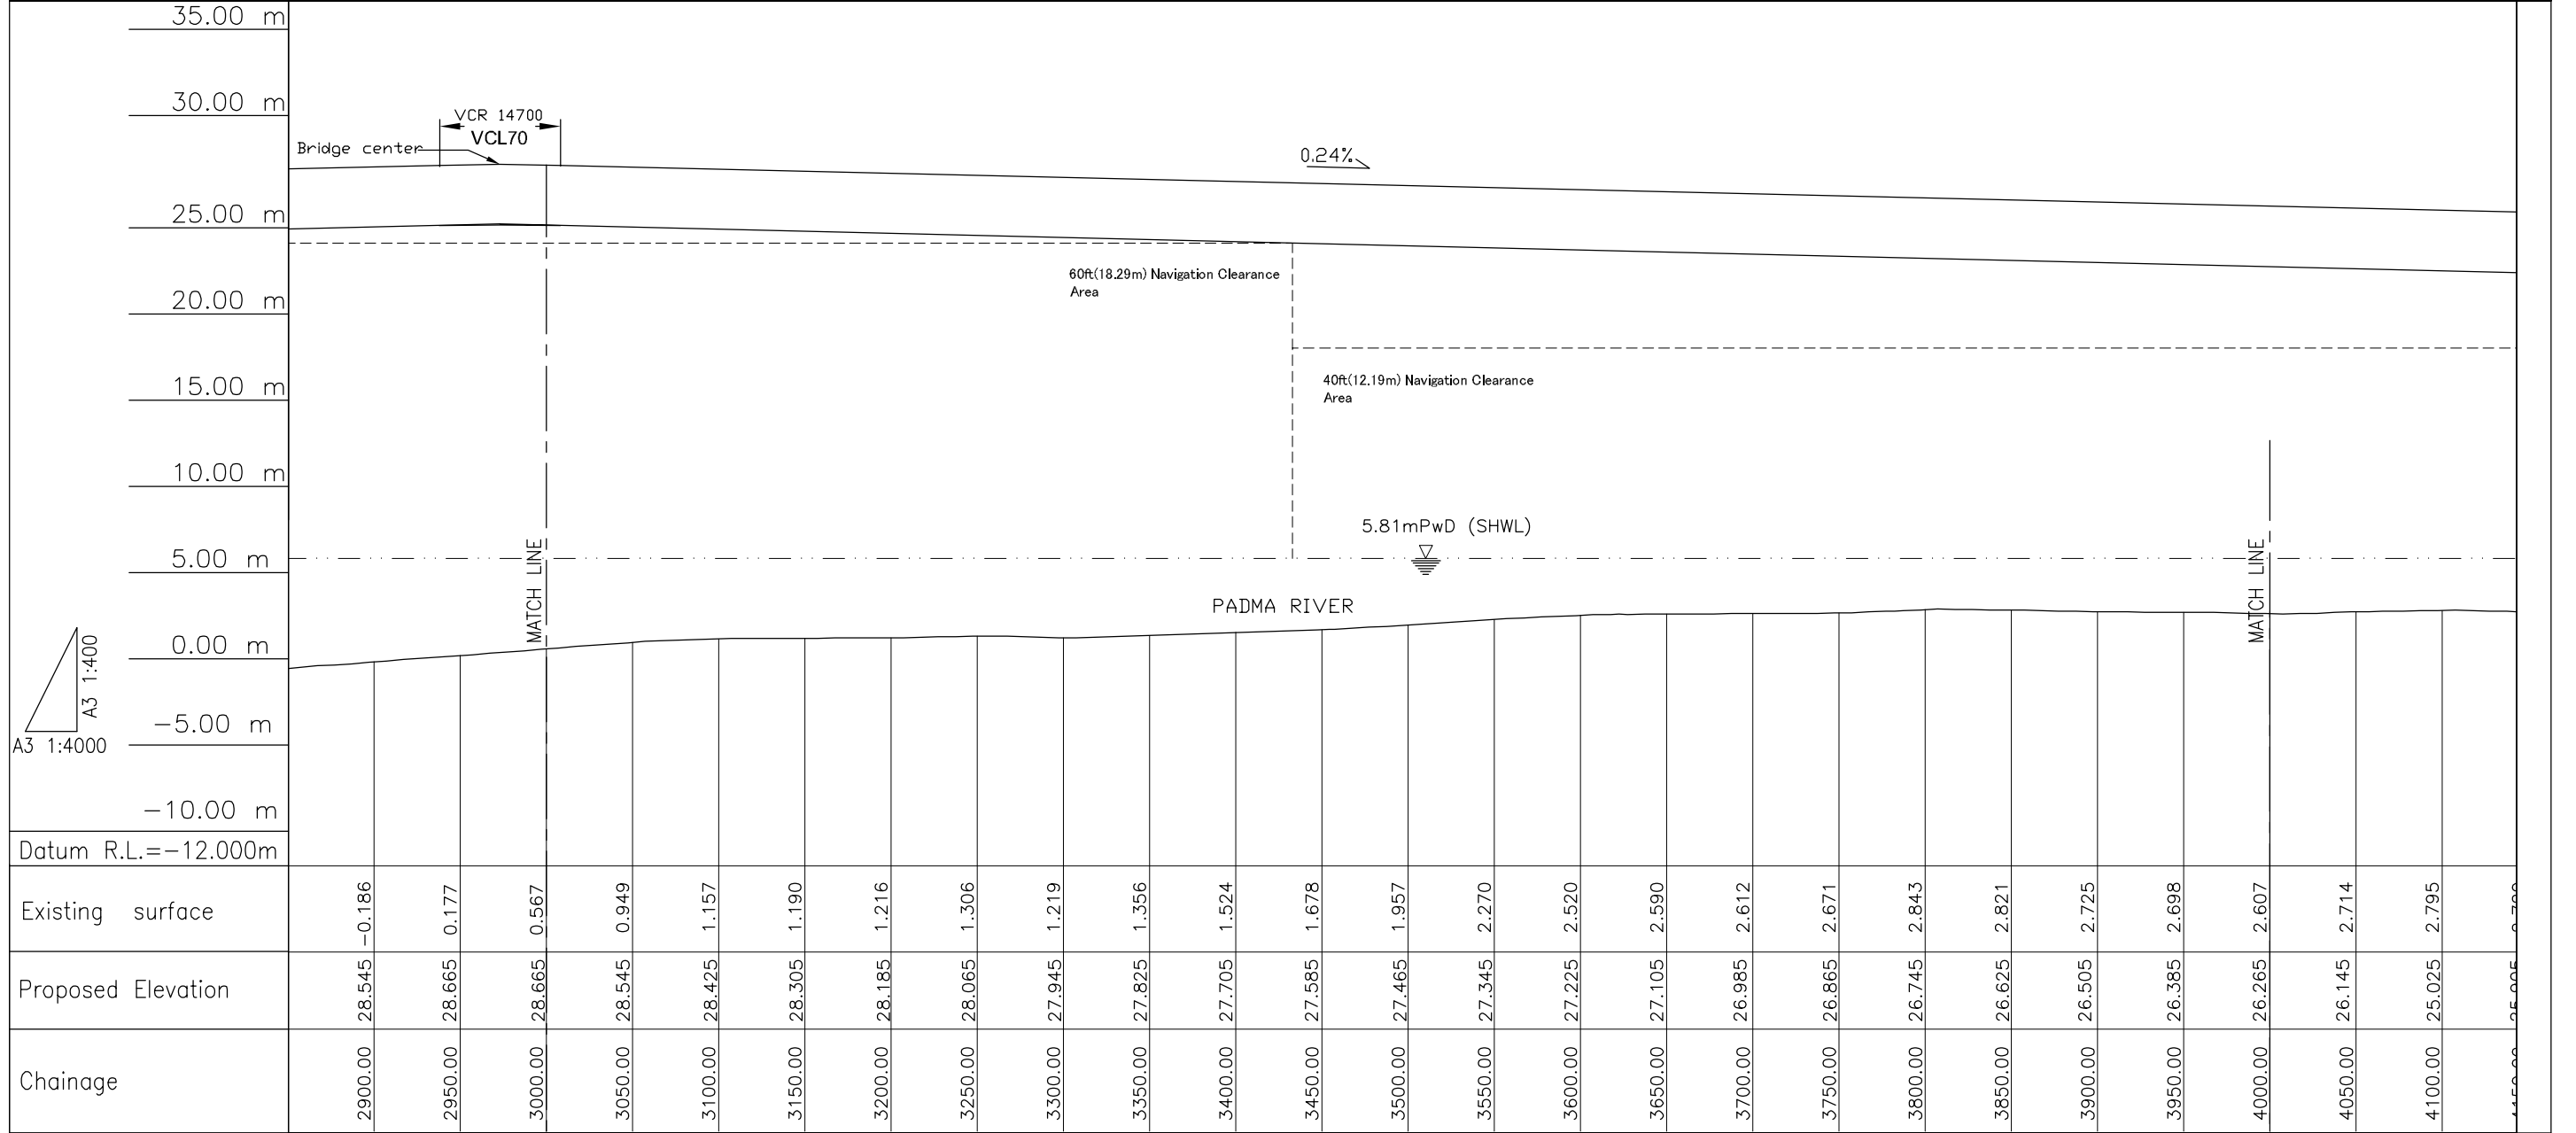 35.00 m
30.00 m
25.00 m
20.00 m
15.00 m
10.00 m
5.00 m
0.00 m
-5.00 m
-10.00 m
A3 1:400
A3 1:4000
VCR 14700
VCL70
Bridge center
0.24%
60ft(18.29m) Navigation Clearance
Area
40ft(12.19m) Navigation Clearance
Area
5.81mPwD (SHWL)
MATCH LINE
MATCH LINE
PADMA RIVER
Datum R.L.=-12.000m
Existing surface -0.186 0.177 0.567 0.949 1.157 1.190 1.216 1.306 1.219 1.356 1.524 1.678 1.957 2.270 2.520 2.590 2.612 2.671 2.843 2.821 2.725 2.698 2.607 2.714 2.795
Proposed Elevation 28.545 28.665 28.665 28.545 28.425 28.305 28.185 28.065 27.945 27.825 27.705 27.585 27.465 27.345 27.225 27.105 26.985 26.865 26.745 26.625 26.505 26.385 26.265 26.145 25.025
Chainage 2900.00 2950.00 3000.00 3050.00 3100.00 3150.00 3200.00 3250.00 3300.00 3350.00 3400.00 3450.00 3500.00 3550.00 3600.00 3650.00 3700.00 3750.00 3800.00 3850.00 3900.00 3950.00 4000.00 4050.00 4100.00